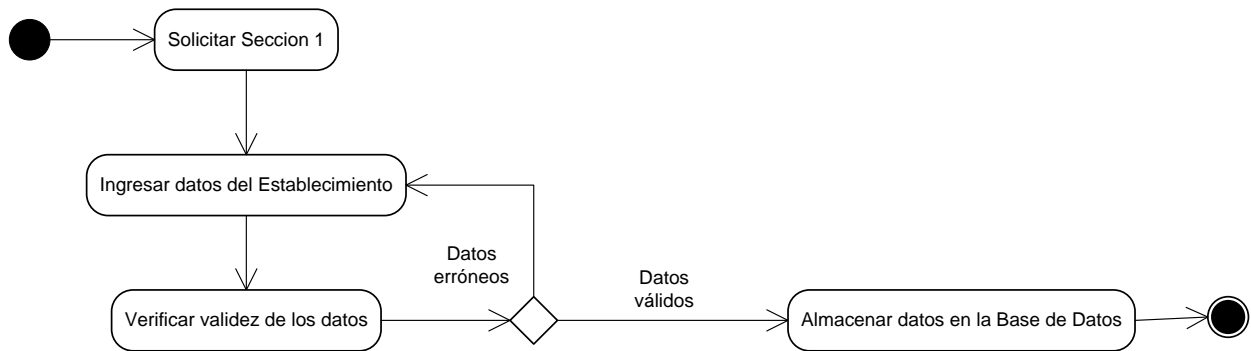 Solicitar Seccion 1
Ingresar datos del Establecimiento
Datos
erróneos
Datos
válidos
Verificar validez de los datos
Almacenar datos en la Base de Datos